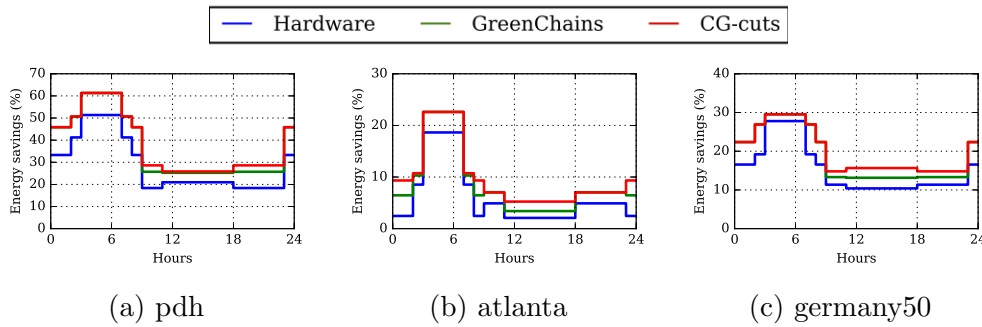 Hardware GreenChains CG-cuts
70
60
50
40
30
20
10
0
Energy savings (%)
0 6 12 18 24
Hours
(a) pdh
30
20
10
0
Energy savings (%)
0 6 12 18 24
Hours
(b) atlanta
40
30
20
10
0
Energy savings (%)
0 6 12 18 24
Hours
(c) germany50